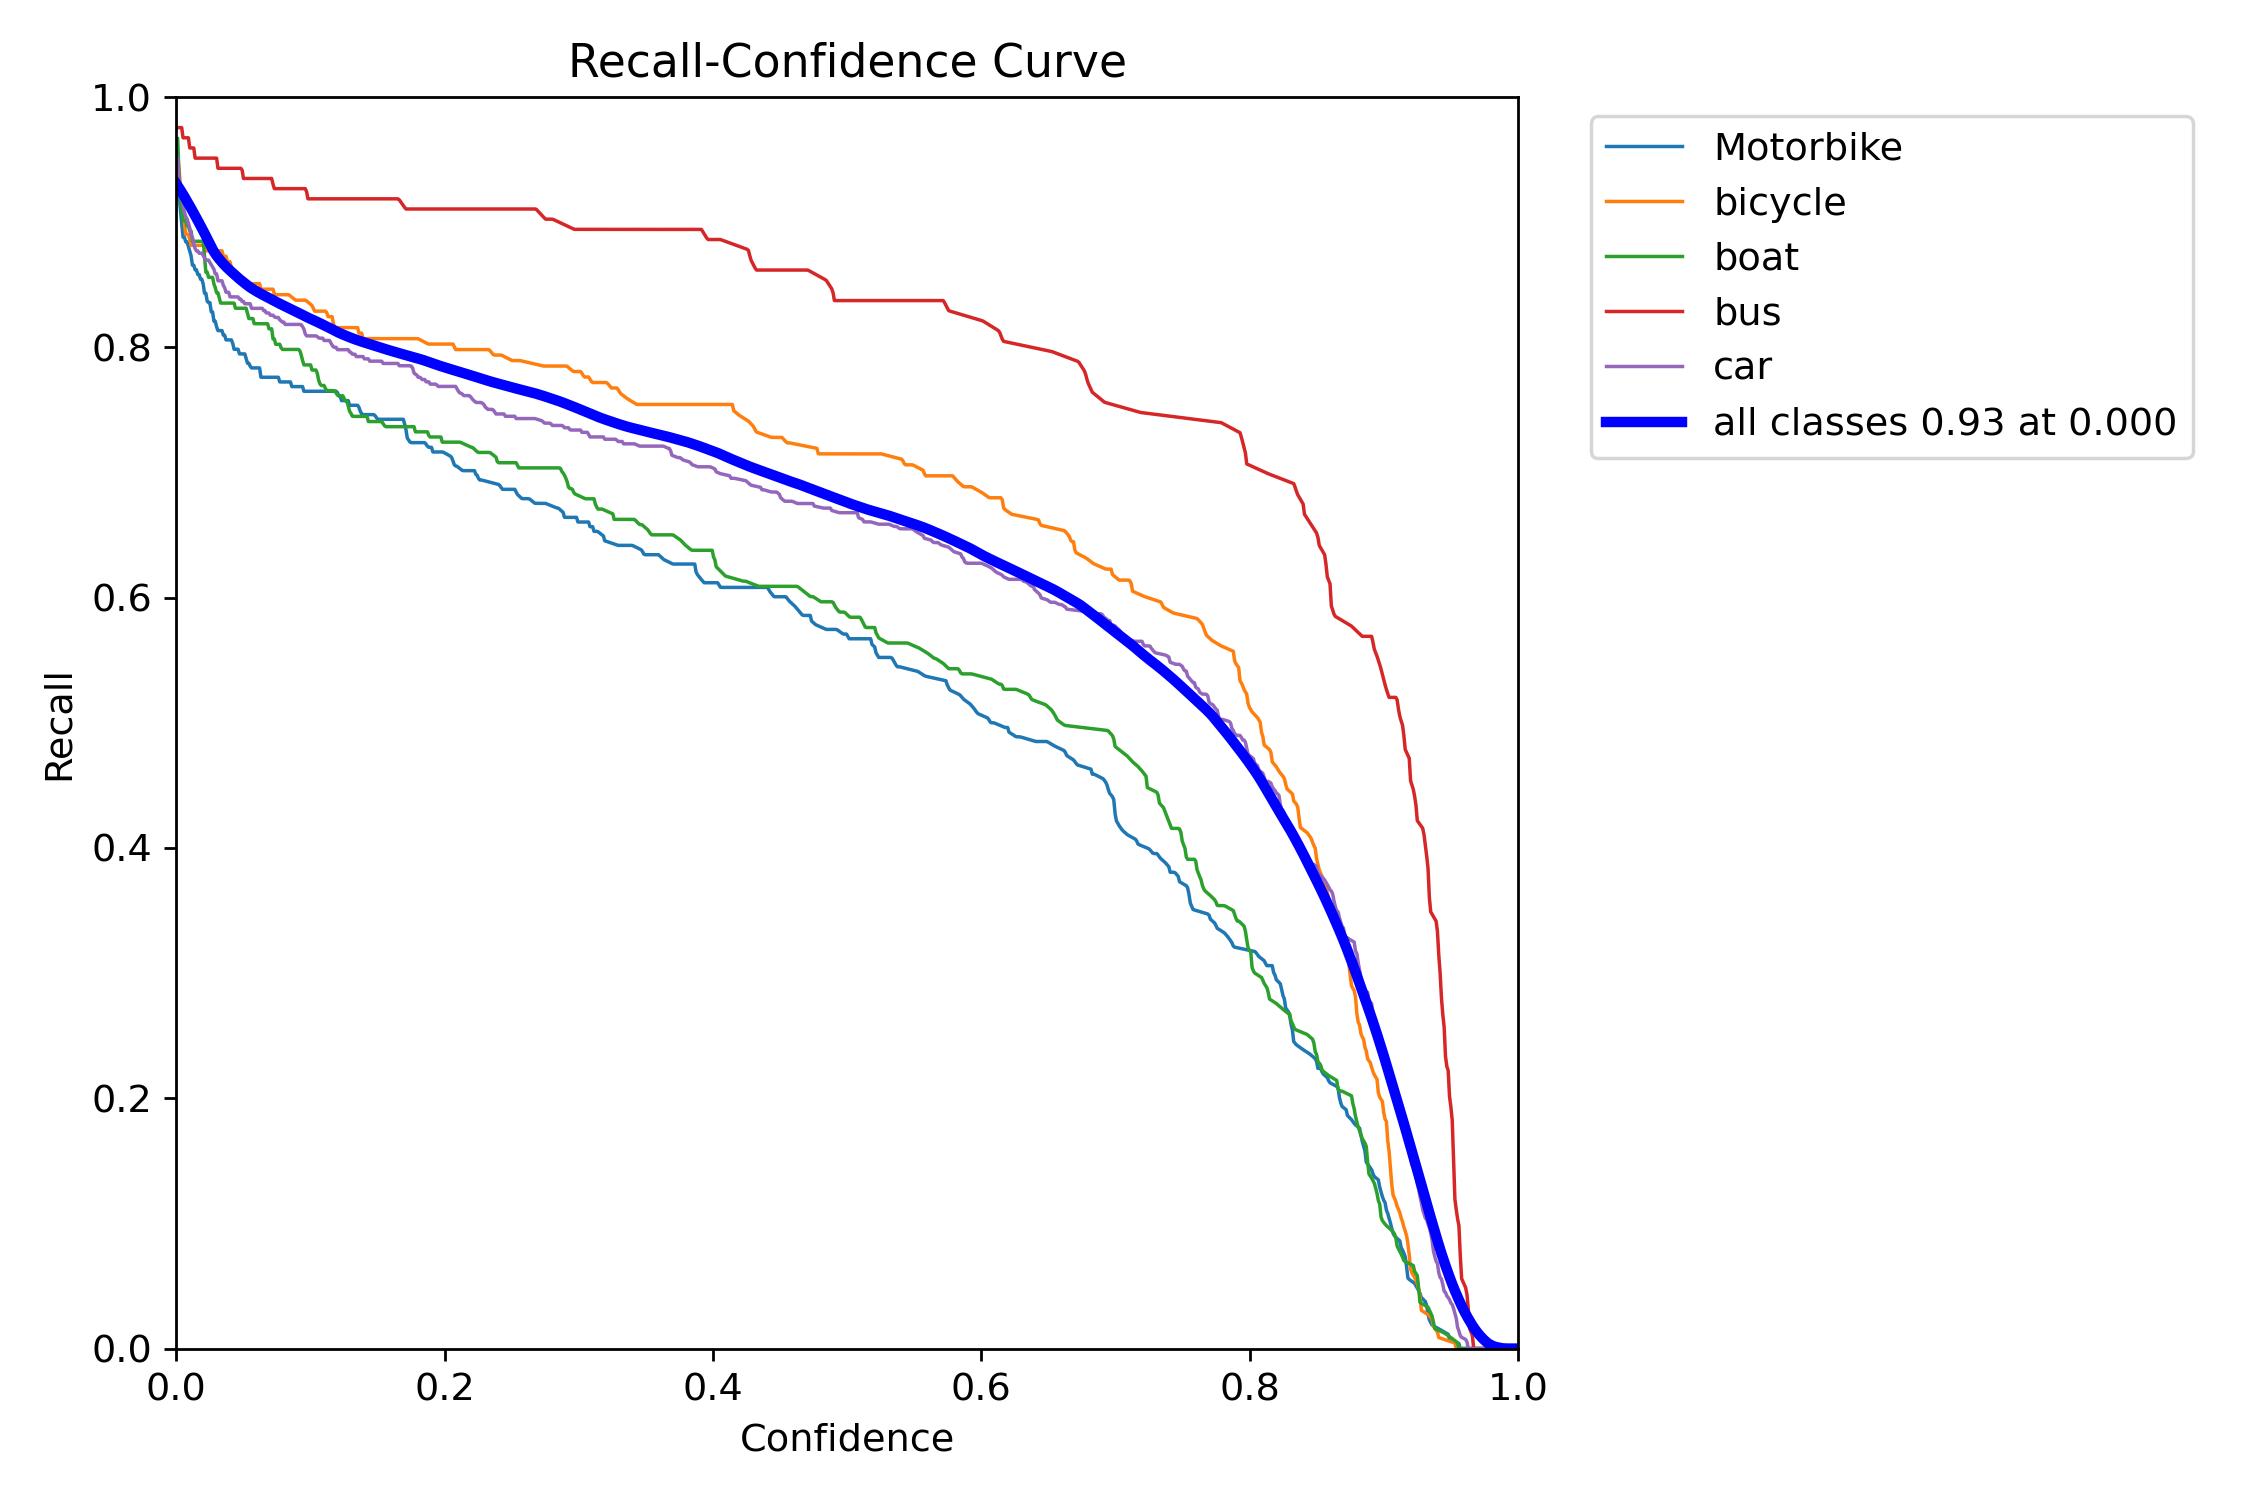 Recall-Confidence Curve
1.0
0.8
0.6
0.4
0.2
0.0
Recall
0.0 0.2 0.4 0.6 0.8 1.0
Confidence
Motorbike
bicycle
boat
bus
car
all classes 0.93 at 0.000